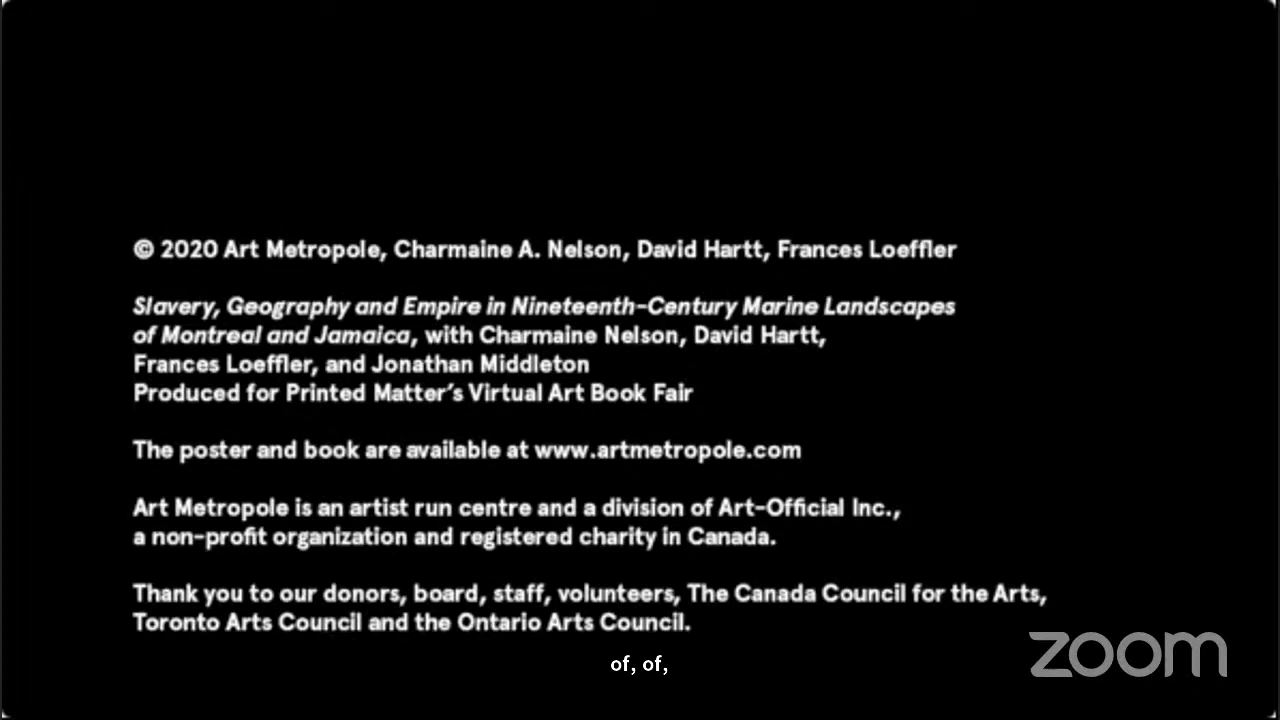 © 2020 Art Metropole, Charmaine A. Nelson, David Hartt, Frances Loeffler
Slavery, Geography and Empire in Nineteenth-Century Marine Landscapes
of Montreal and Jamaica, with Charmaine Nelson, David Hartt,
Frances Loeffler, and Jonathan Middleton
Produced for Printed Matter’s Virtual Art Book Fair
The poster and book are available at www.artmetropole.com
Art Metropole is an artist run centre and a division of Art-Official Inc.,
a non-profit organization and registered charity in Canada.
Thank you to our donors, board, staff, volunteers, The Canada Council for the Arts,
Toronto Arts Council and the Ontario Arts Council.
of, of,
zoom